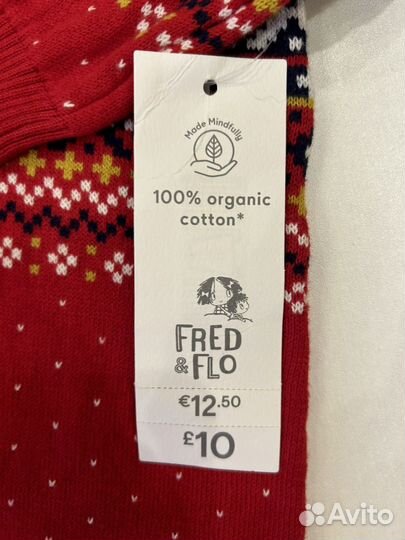 Made Mindfully
100% organic
cotton*
FRED
& FLO
€12.50
£10
Avito